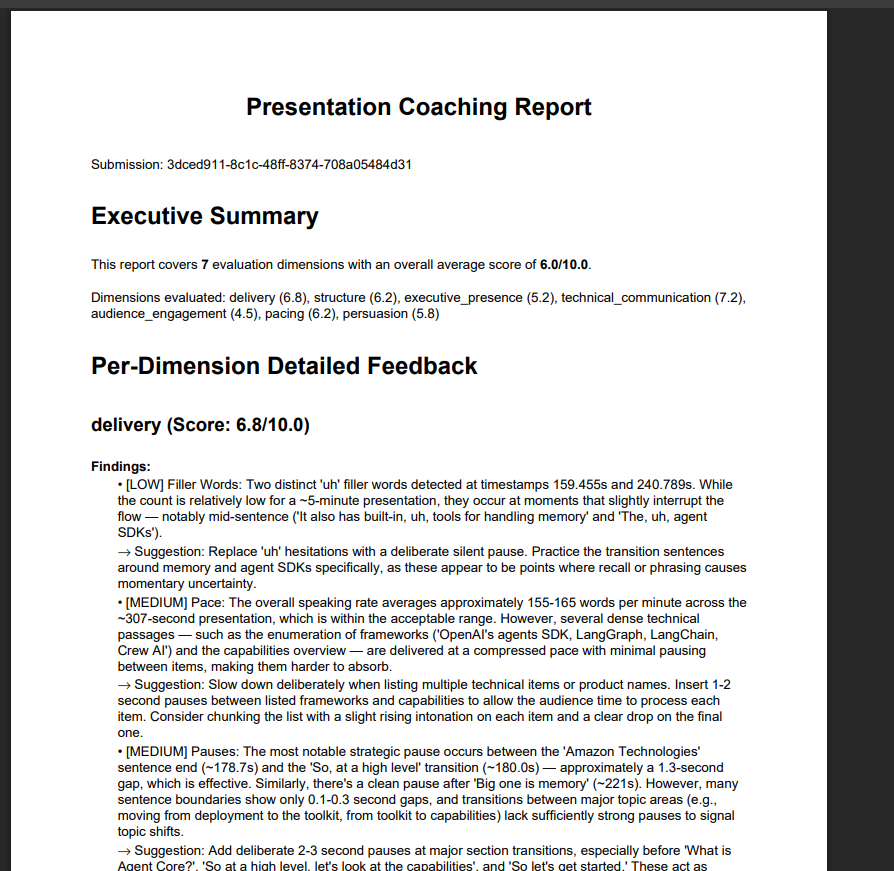 Presentation Coaching Report
Submission: 3dced911-8c1c-48ff-8374-708a05484d31
Executive Summary
This report covers 7 evaluation dimensions with an overall average score of 6.0/10.0.
Dimensions evaluated: delivery (6.8), structure (6.2), executive_presence (5.2), technical_communication (7.2),
audience_engagement (4.5), pacing (6.2), persuasion (5.8)
Per-Dimension Detailed Feedback
delivery (Score: 6.8/10.0)
Findings:
• [LOW] Filler Words: Two distinct 'uh' filler words detected at timestamps 159.455s and 240.789s. While
the count is relatively low for a ~5-minute presentation, they occur at moments that slightly interrupt the
flow — notably mid-sentence ('It also has built-in, uh, tools for handling memory' and 'The, uh, agent
SDKs').
→ Suggestion: Replace 'uh' hesitations with a deliberate silent pause. Practice the transition sentences
around memory and agent SDKs specifically, as these appear to be points where recall or phrasing causes
momentary uncertainty.
• [MEDIUM] Pace: The overall speaking rate averages approximately 155-165 words per minute across the
~307-second presentation, which is within the acceptable range. However, several dense technical
passages — such as the enumeration of frameworks ('OpenAI's agents SDK, LangGraph, LangChain,
Crew AI') and the capabilities overview — are delivered at a compressed pace with minimal pausing
between items, making them harder to absorb.
→ Suggestion: Slow down deliberately when listing multiple technical items or product names. Insert 1-2
second pauses between listed frameworks and capabilities to allow the audience time to process each
item. Consider chunking the list with a slight rising intonation on each item and a clear drop on the final
one.
• [MEDIUM] Pauses: The most notable strategic pause occurs between the 'Amazon Technologies'
sentence end (~178.7s) and the 'So, at a high level' transition (~180.0s) — approximately a 1.3-second
gap, which is effective. Similarly, there's a clean pause after 'Big one is memory' (~221s). However, many
sentence boundaries show only 0.1-0.3 second gaps, and transitions between major topic areas (e.g.,
moving from deployment to the toolkit, from toolkit to capabilities) lack sufficiently strong pauses to signal
topic shifts.
→ Suggestion: Add deliberate 2-3 second pauses at major section transitions, especially before 'What is
Agent Core?', 'So at a high level, let's look at the capabilities', and 'So let's get started.' These act as